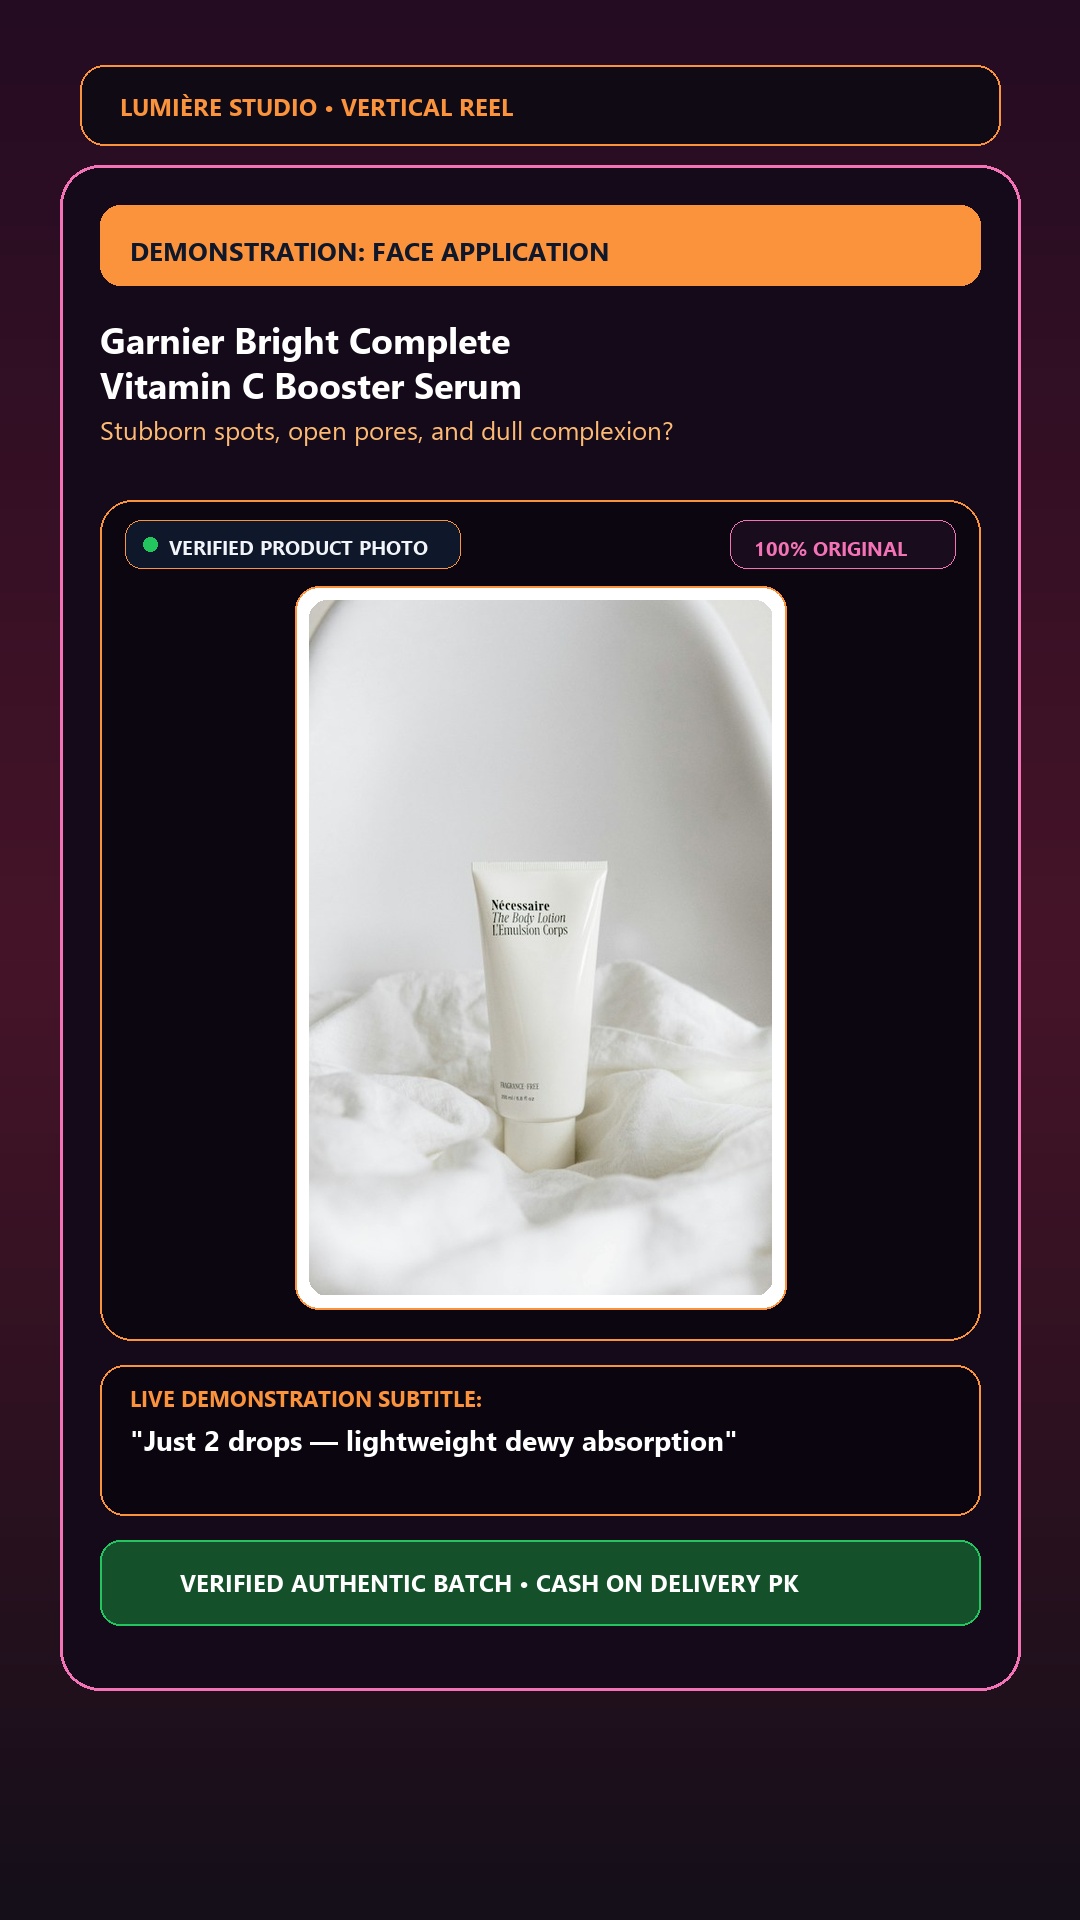 LUMIÈRE STUDIO • VERTICAL REEL
DEMONSTRATION: FACE APPLICATION
Garnier Bright Complete
Vitamin C Booster Serum
Stubborn spots, open pores, and dull complexion?
VERIFIED PRODUCT PHOTO
100% ORIGINAL
Nécessaire
The Body Lotion
L'Emulsion Corps
FRAGRANCE FREE
LIVE DEMONSTRATION SUBTITLE:
"Just 2 drops — lightweight dewy absorption"
VERIFIED AUTHENTIC BATCH • CASH ON DELIVERY PK